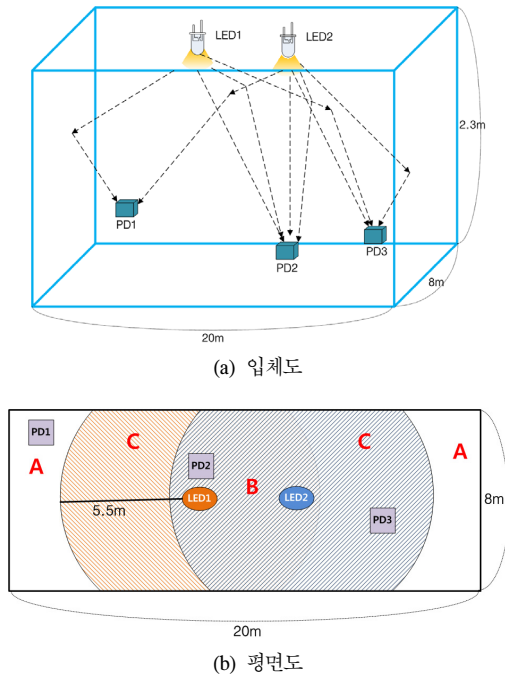 LED1
LED2
2.3m
PD1
PD2
PD3
8m
20m
(a) 입체도
PD1
A
C
C
A
PD2
B
LED1
LED2
8m
5.5m
PD3
20m
(b) 평면도